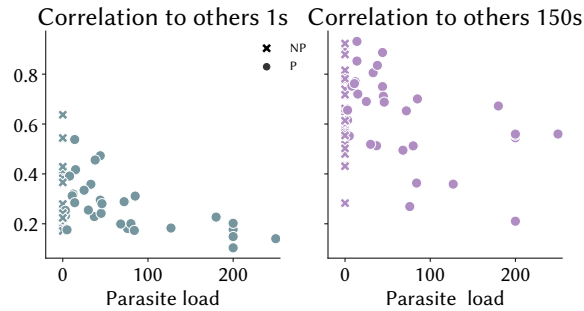 Correlation to others 1s
Correlation to others 150s
NP
P
0.8
0.6
0.4
0.2
0
100
200
0
100
200
Parasite load
Parasite load